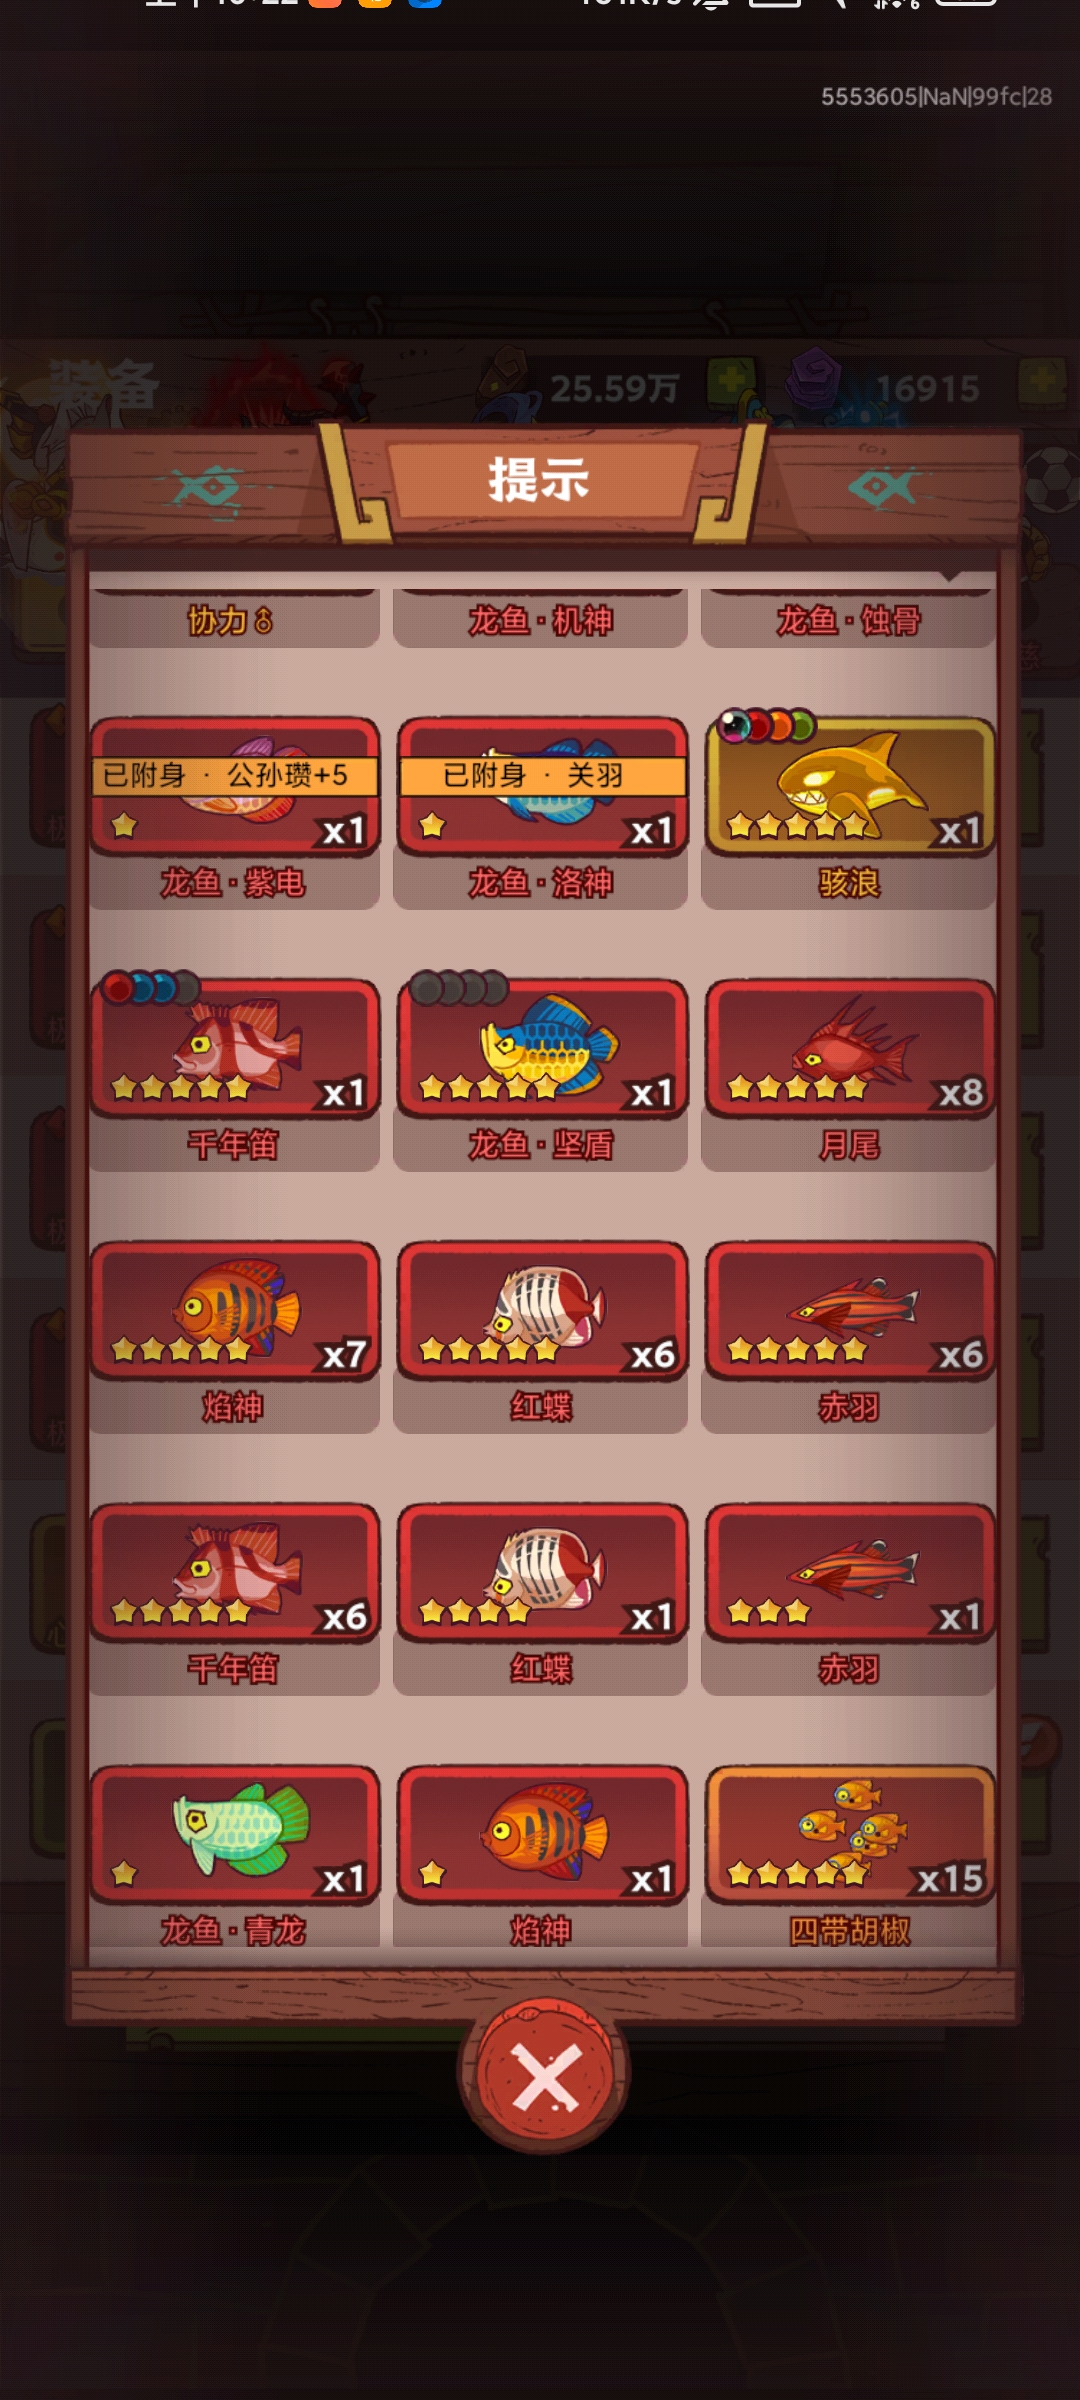 5553605|NaN|99fc|28
装备
25.59万
16915
提示
协力♂
龙鱼·机神
龙鱼·蚀骨
已附身 · 公孙瓒+5
x1
已附身 · 关羽
x1
x1
龙鱼·紫电
龙鱼·洛神
骇浪
x1
x1
x8
千年笛
龙鱼·坚盾
月尾
x7
x6
x6
焰神
红蝶
赤羽
x6
x1
x1
千年笛
红蝶
赤羽
x1
x1
x15
龙鱼·青龙
焰神
四带胡椒